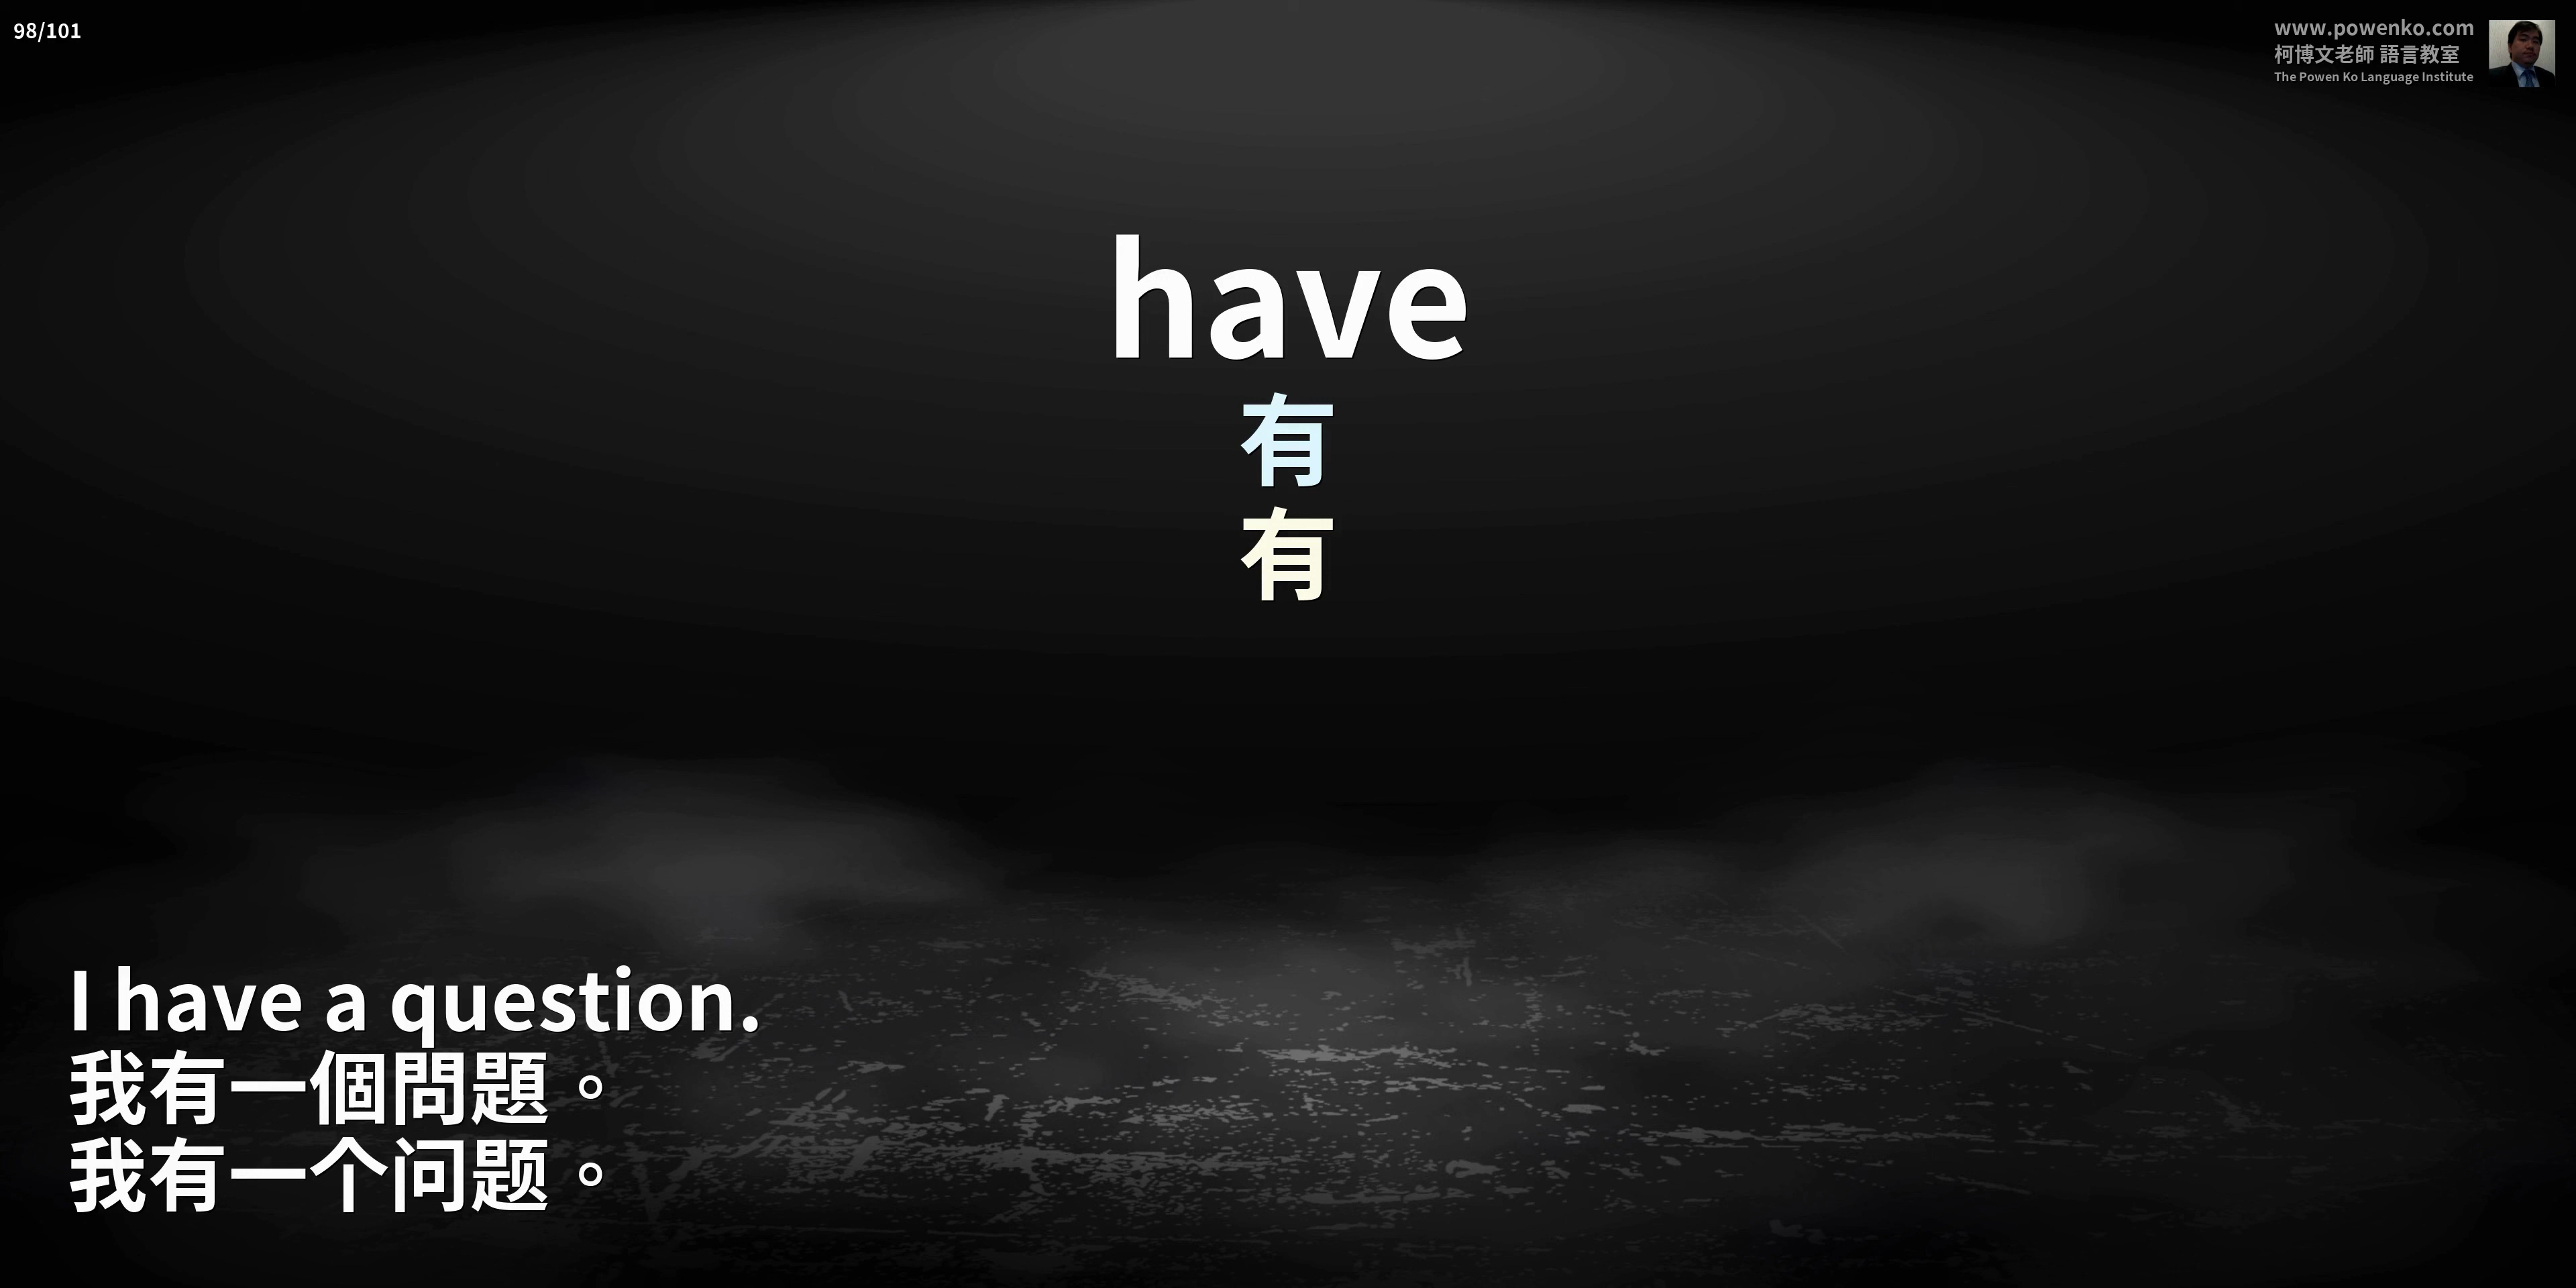 98/101
www.powenko.com
柯博文老師 語言教室
The Powen Ko Language Institute
have
有
有
I have a question.
我有一個問題。
我有一个问题。